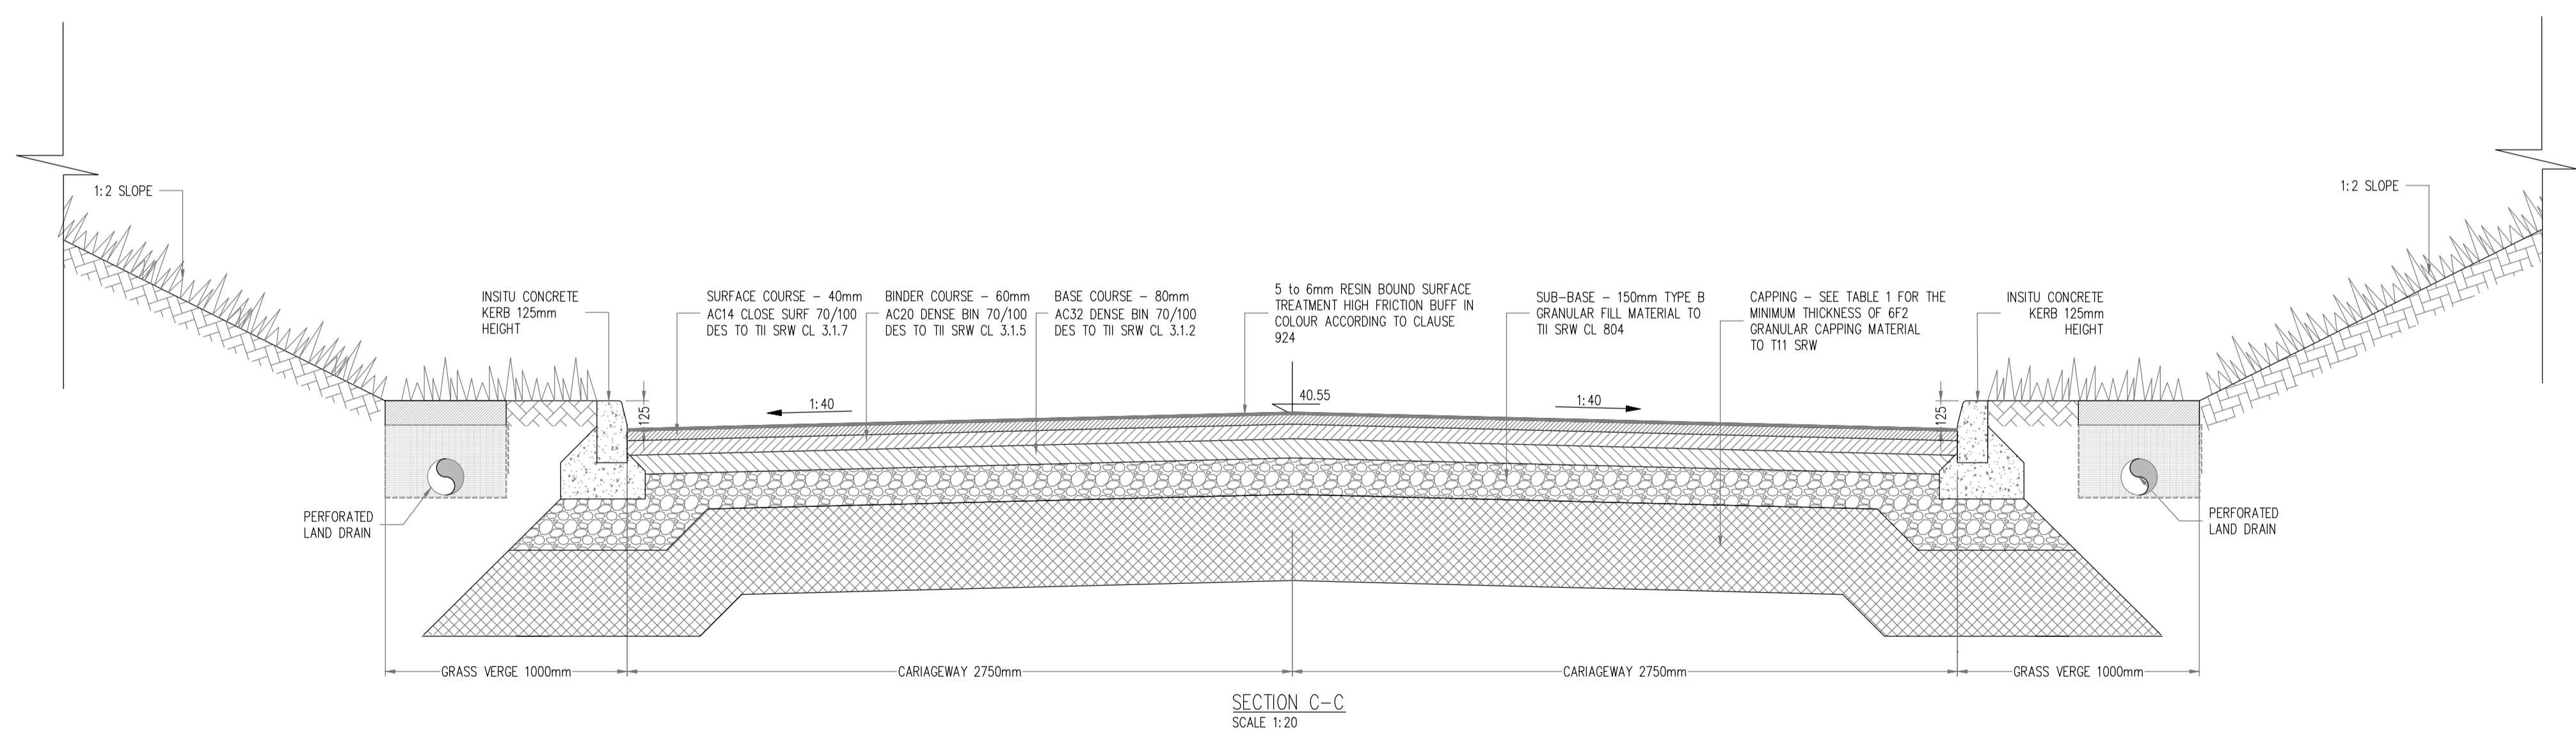 1:2 SLOPE
1:2 SLOPE
INSITU CONCRETE
KERB 125mm
HEIGHT
SURFACE COURSE – 40mm
AC14 CLOSE SURF 70/100
DES TO TII SRW CL 3.1.7
BINDER COURSE – 60mm
AC20 DENSE BIN 70/100
DES TO TII SRW CL 3.1.5
BASE COURSE – 80mm
AC32 DENSE BIN 70/100
DES TO TII SRW CL 3.1.2
5 to 6mm RESIN BOUND SURFACE
TREATMENT HIGH FRICTION BUFF IN
COLOUR ACCORDING TO CLAUSE
924
SUB-BASE – 150mm TYPE B
GRANULAR FILL MATERIAL TO
TII SRW CL 804
CAPPING – SEE TABLE 1 FOR THE
MINIMUM THICKNESS OF 6F2
GRANULAR CAPPING MATERIAL
TO T11 SRW
INSITU CONCRETE
KERB 125mm
HEIGHT
125
1:40
40.55
1:40
125
PERFORATED
LAND DRAIN
PERFORATED
LAND DRAIN
GRASS VERGE 1000mm
CARIAGEWAY 2750mm
CARIAGEWAY 2750mm
GRASS VERGE 1000mm
SECTION C-C
SCALE 1:20